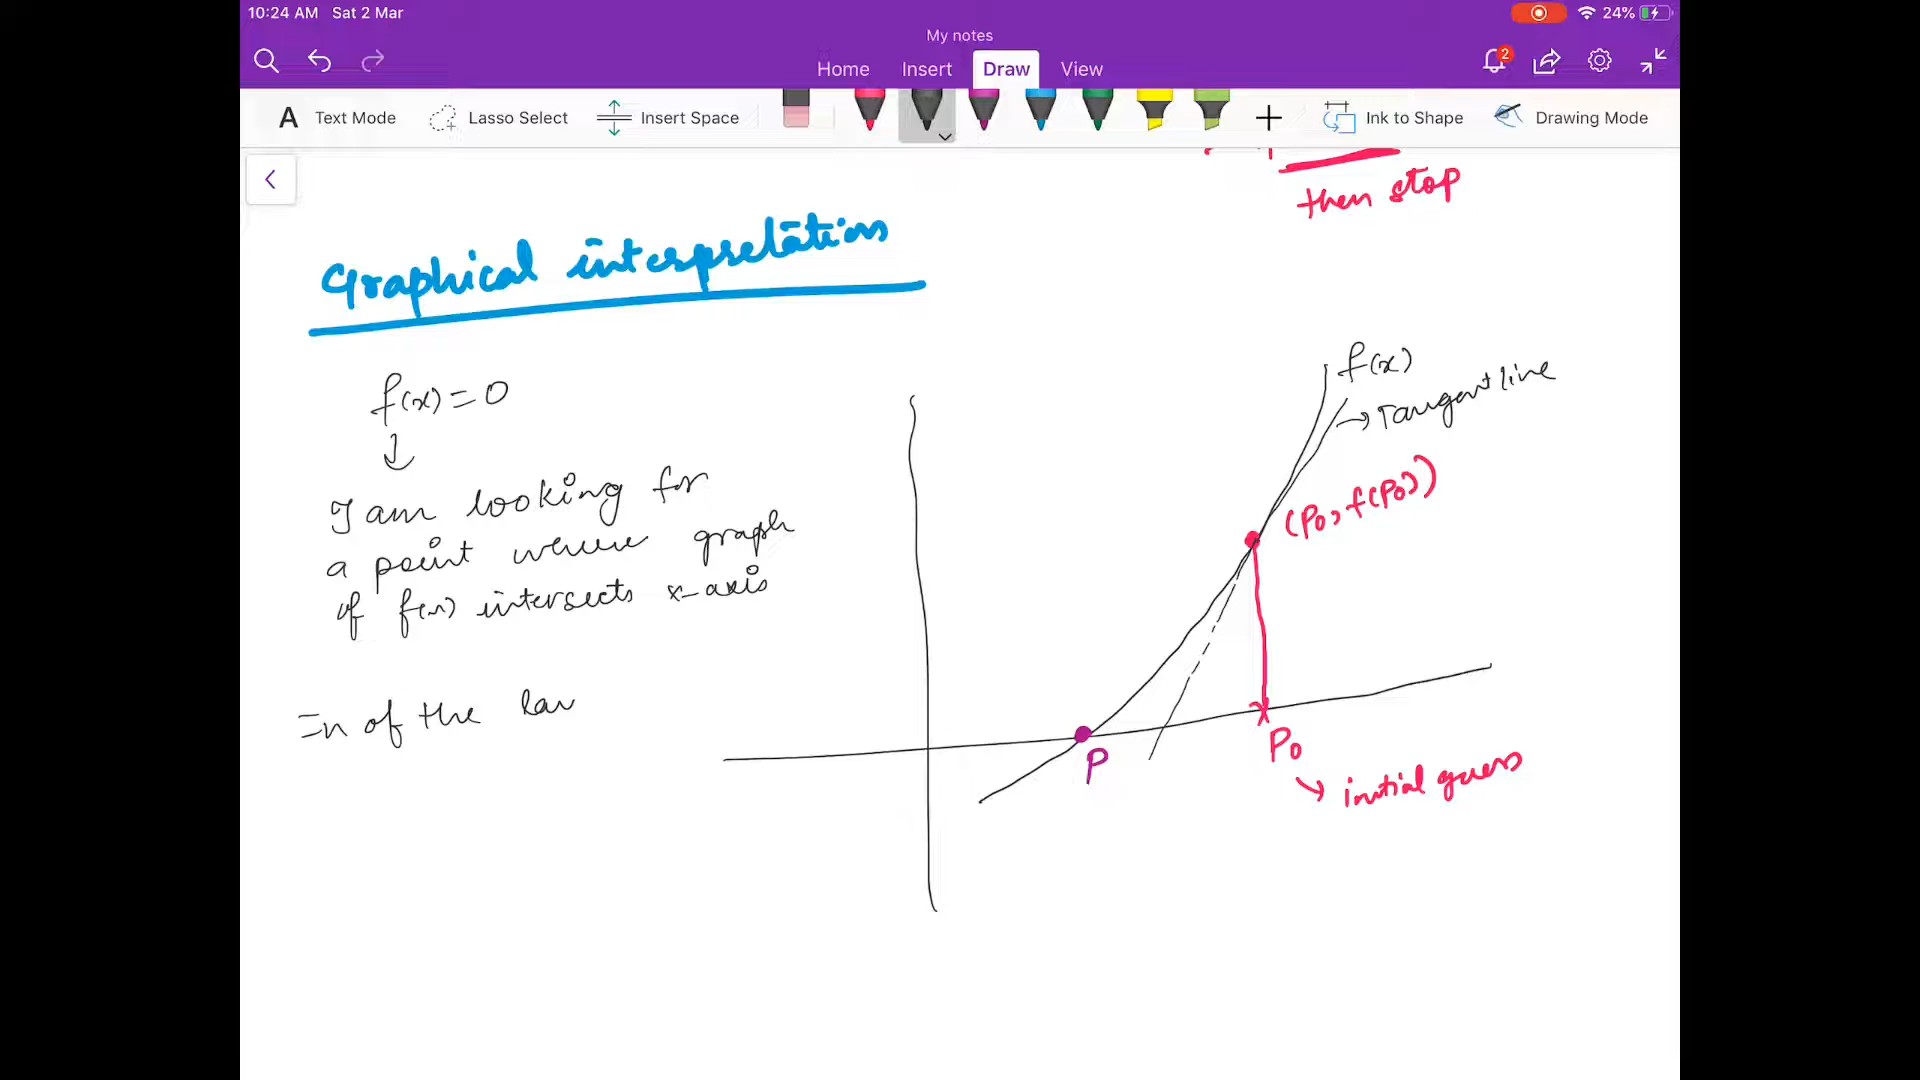 10:24 AM Sat 2 Mar
24%
My notes
2
Home Insert Draw View
A Text Mode Lasso Select Insert Space + Ink to Shape Drawing Mode
then stop
Graphical interpretation
f(x)=0
I am looking for
a point where graph
of f(x) intersects x-axis
=n of the
f(x)
→ Tangent line
(P₀, f(P₀))
P
P₀
initial guess